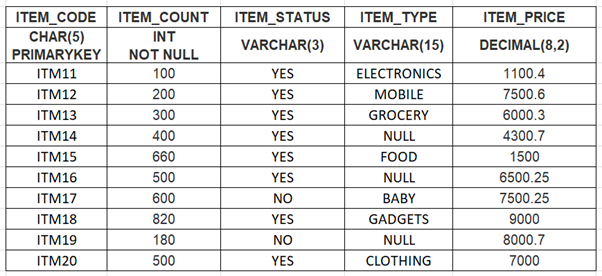 ITEM_CODE ITEM_COUNT ITEM_STATUS ITEM_TYPE ITEM_PRICE
CHAR(5) PRIMARYKEY INT NOT NULL VARCHAR(3) VARCHAR(15) DECIMAL(8,2)
ITM11 100 YES ELECTRONICS 1100.4
ITM12 200 YES MOBILE 7500.6
ITM13 300 YES GROCERY 6000.3
ITM14 400 YES NULL 4300.7
ITM15 660 YES FOOD 1500
ITM16 500 YES NULL 6500.25
ITM17 600 NO BABY 7500.25
ITM18 820 YES GADGETS 9000
ITM19 180 NO NULL 8000.7
ITM20 500 YES CLOTHING 7000